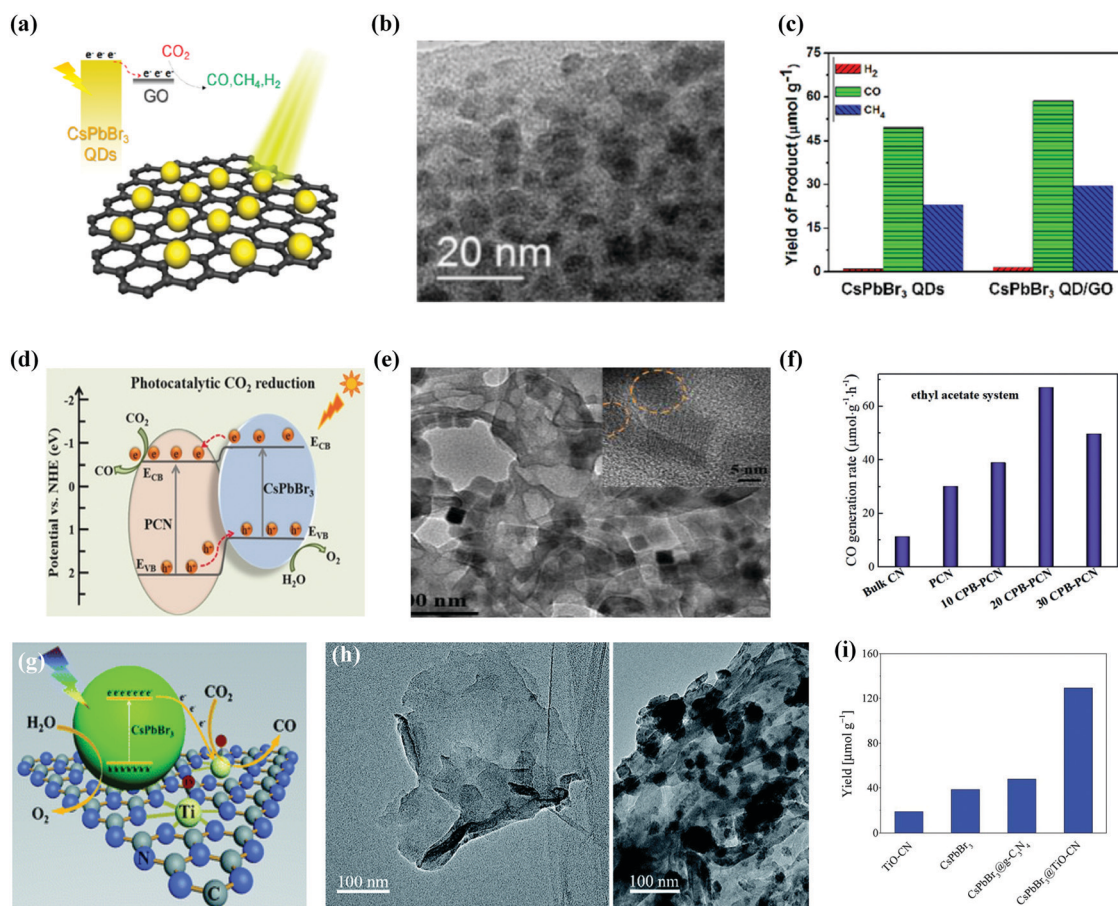 (a)
e⁻ e⁻ e⁻
CO₂
e⁻ e⁻ e⁻
GO
CO,CH₄,H₂
CsPbBr₃
QDs
(b)
20 nm
(c)
Yield of Product (μmol g⁻¹)
75
60
45
30
15
0
H₂
CO
CH₄
CsPbBr₃ QDs
CsPbBr₃ QD/GO
(d)
Photocatalytic CO₂ reduction
Potential vs. NHE (eV)
-2
-1
0
1
2
CO₂
CO
e e e e
e e e
E_CB
E_CB
PCN
CsPbBr₃
h⁺ h⁺ h⁺
h⁺ h⁺ h⁺
E_VB
E_VB
O₂
H₂O
(e)
5 nm
00 nm
(f)
ethyl acetate system
CO generation rate (μmol·g⁻¹·h⁻¹)
60
40
20
0
Bulk CN
PCN
10 CPB-PCN
20 CPB-PCN
30 CPB-PCN
(g)
e⁻e⁻e⁻e⁻e⁻e⁻e⁻
e⁻
e⁻
e⁻
CO₂
CsPbBr₃
H₂O
CO
O₂
Ti
N
C
(h)
100 nm
100 nm
(i)
Yield [μmol g⁻¹]
160
120
80
40
0
TiO-CN
CsPbBr₃
CsPbBr₃@g-C₃N₄
CsPbBr₃@TiO-CN